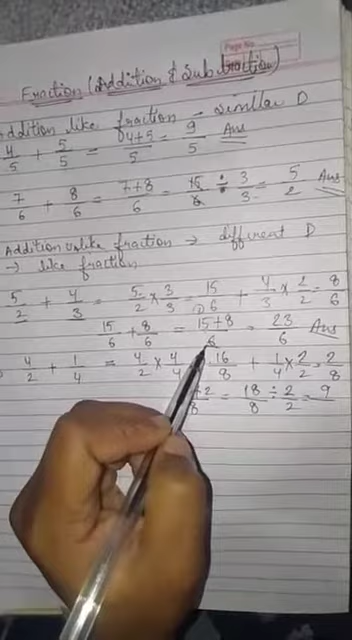 Page No.
Fraction (Addition & Subtraction)
Addition like fraction - similar D
4/5 + 5/5 = 4+5/5 = 9/5 Ans
7/6 + 8/6 = 7+8/6 = 15/6 ÷ 3/3 = 5/2 Ans
Addition unlike fraction → different D
→ like fraction
5/2 + 4/3 = 5/2 × 3/3 = 15/6 + 4/3 × 2/2 = 8/6
15/6 + 8/6 = 15+8/6 = 23/6 Ans
4/2 + 1/4 = 4/2 × 4/4 16/8 + 1/4 × 2/2 = 2/8
+2/8 = 18/8 ÷ 2/2 = 9